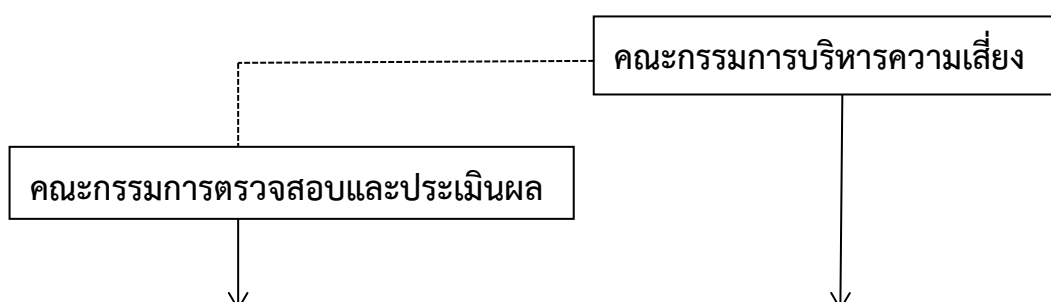 คณะกรรมการบริหารความเสี่ยง
คณะกรรมการตรวจสอบและประเมินผล